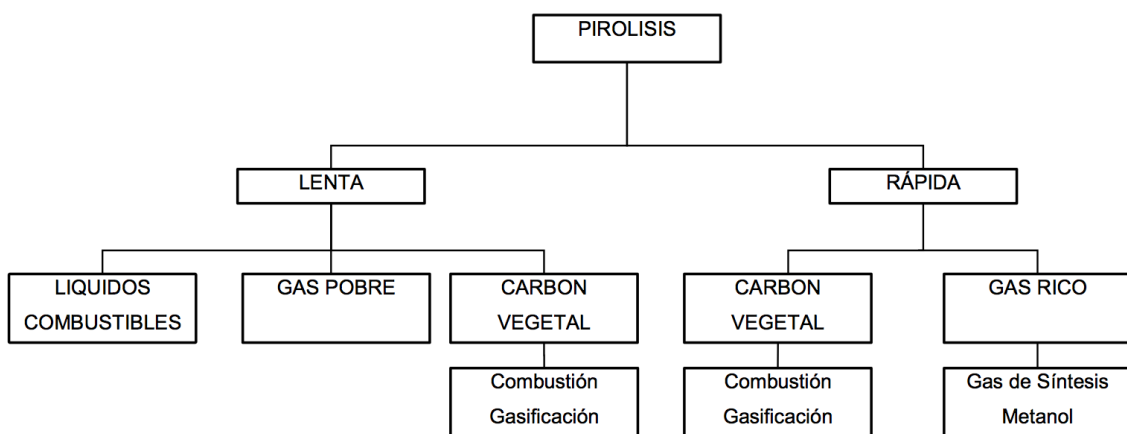 PIROLISIS
LENTA
RÁPIDA
LIQUIDOS
COMBUSTIBLES
GAS POBRE
CARBON
VEGETAL
CARBON
VEGETAL
GAS RICO
Combustión
Gasificación
Combustión
Gasificación
Gas de Síntesis
Metanol